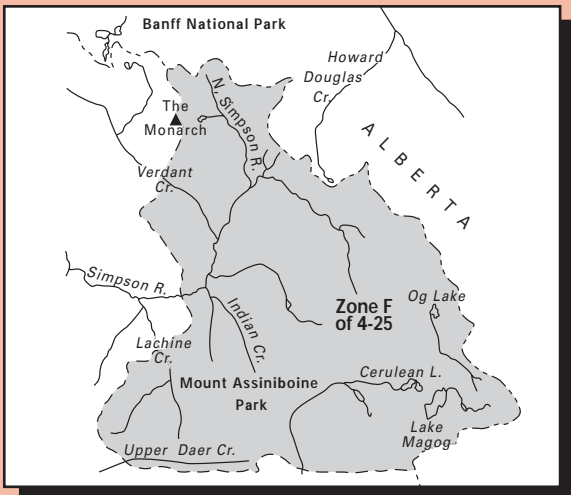 Banff National Park
Howard
Douglas
Cr.
N. Simpson R.
The
Monarch
ALBERTA
Verdant
Cr.
Simpson R.
Indian Cr.
Zone F
of 4-25
Og Lake
Lachine
Cr.
Mount Assiniboine
Park
Cerulean L.
Lake
Magog
Upper Daer Cr.